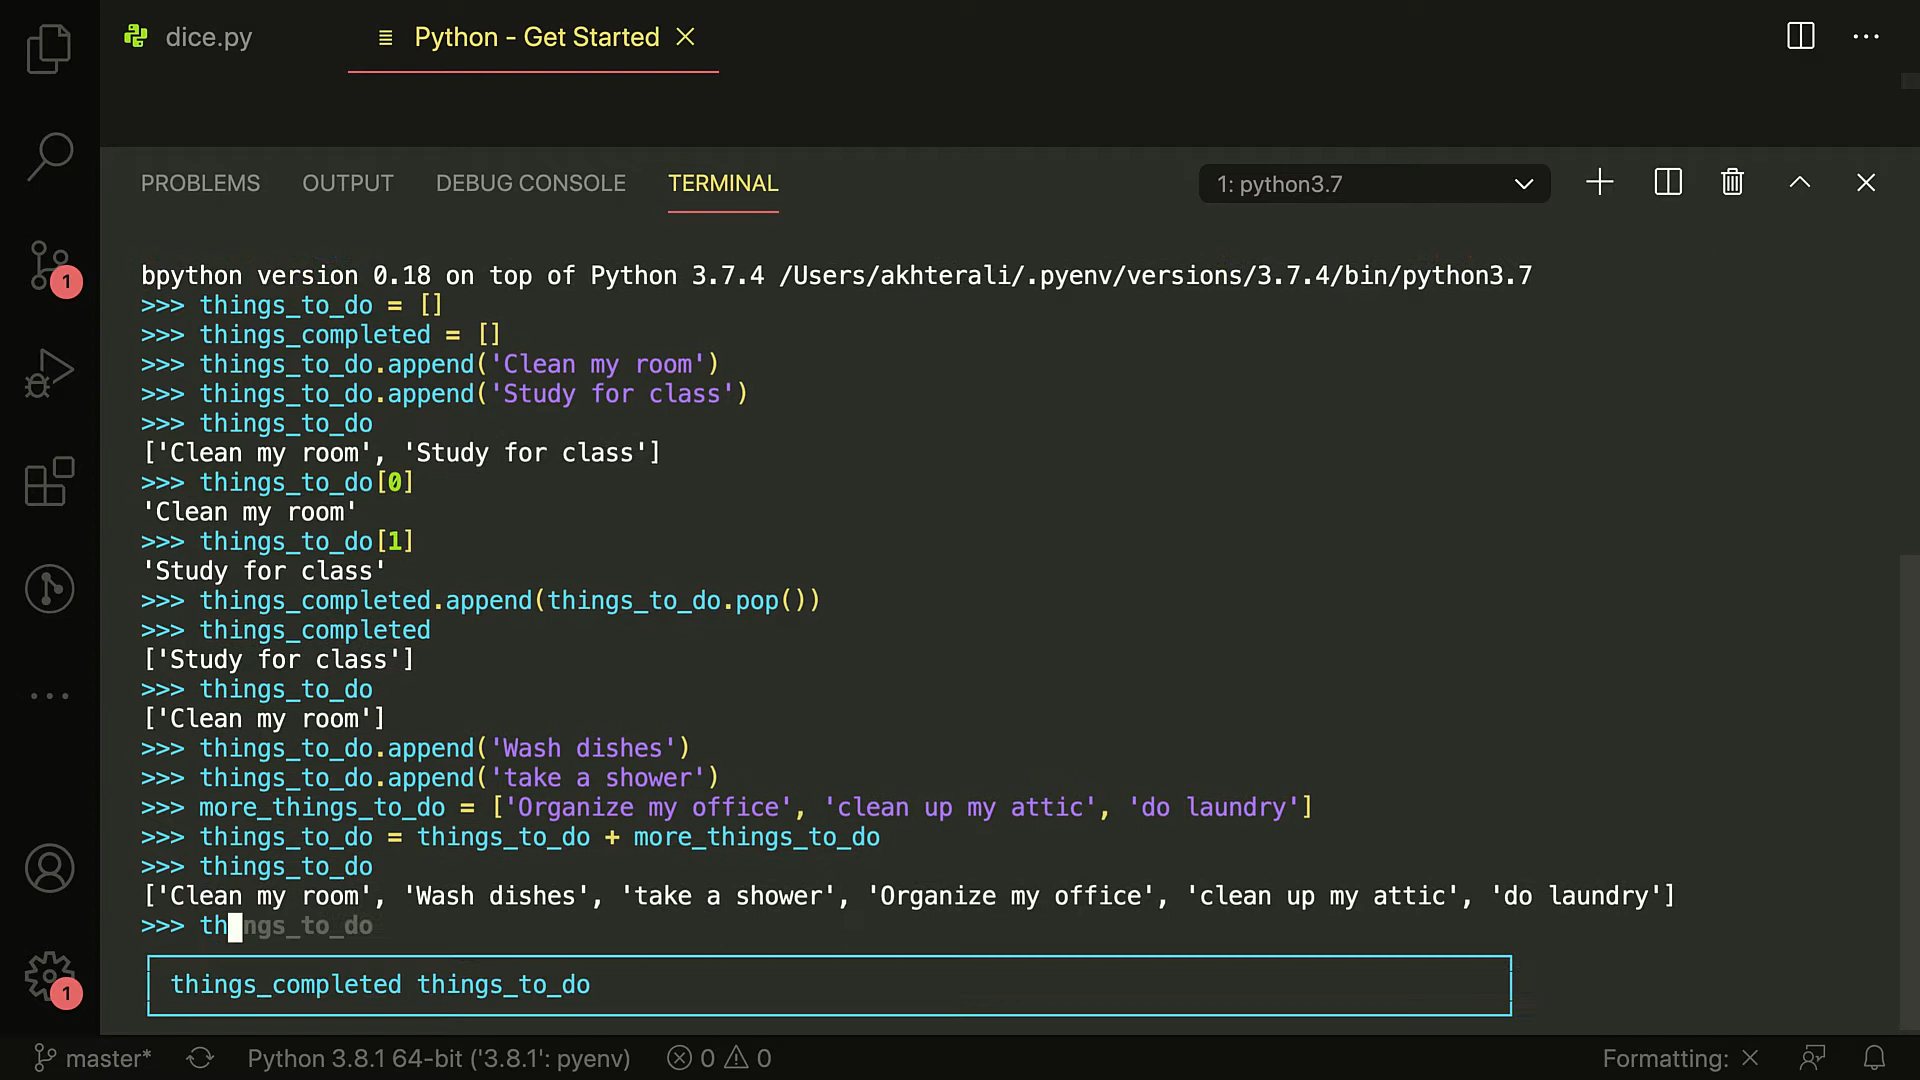 dice.py
Python - Get Started
PROBLEMS OUTPUT DEBUG CONSOLE TERMINAL 1: python3.7
bpython version 0.18 on top of Python 3.7.4 /Users/akhterali/.pyenv/versions/3.7.4/bin/python3.7
>>> things_to_do = []
>>> things_completed = []
>>> things_to_do.append('Clean my room')
>>> things_to_do.append('Study for class')
>>> things_to_do
['Clean my room', 'Study for class']
>>> things_to_do[0]
'Clean my room'
>>> things_to_do[1]
'Study for class'
>>> things_completed.append(things_to_do.pop())
>>> things_completed
['Study for class']
>>> things_to_do
['Clean my room']
>>> things_to_do.append('Wash dishes')
>>> things_to_do.append('take a shower')
>>> more_things_to_do = ['Organize my office', 'clean up my attic', 'do laundry']
>>> things_to_do = things_to_do + more_things_to_do
>>> things_to_do
['Clean my room', 'Wash dishes', 'take a shower', 'Organize my office', 'clean up my attic', 'do laundry']
>>> things_to_do
things_completed things_to_do
1
1
master* Python 3.8.1 64-bit ('3.8.1': pyenv) 0 0 Formatting: ×